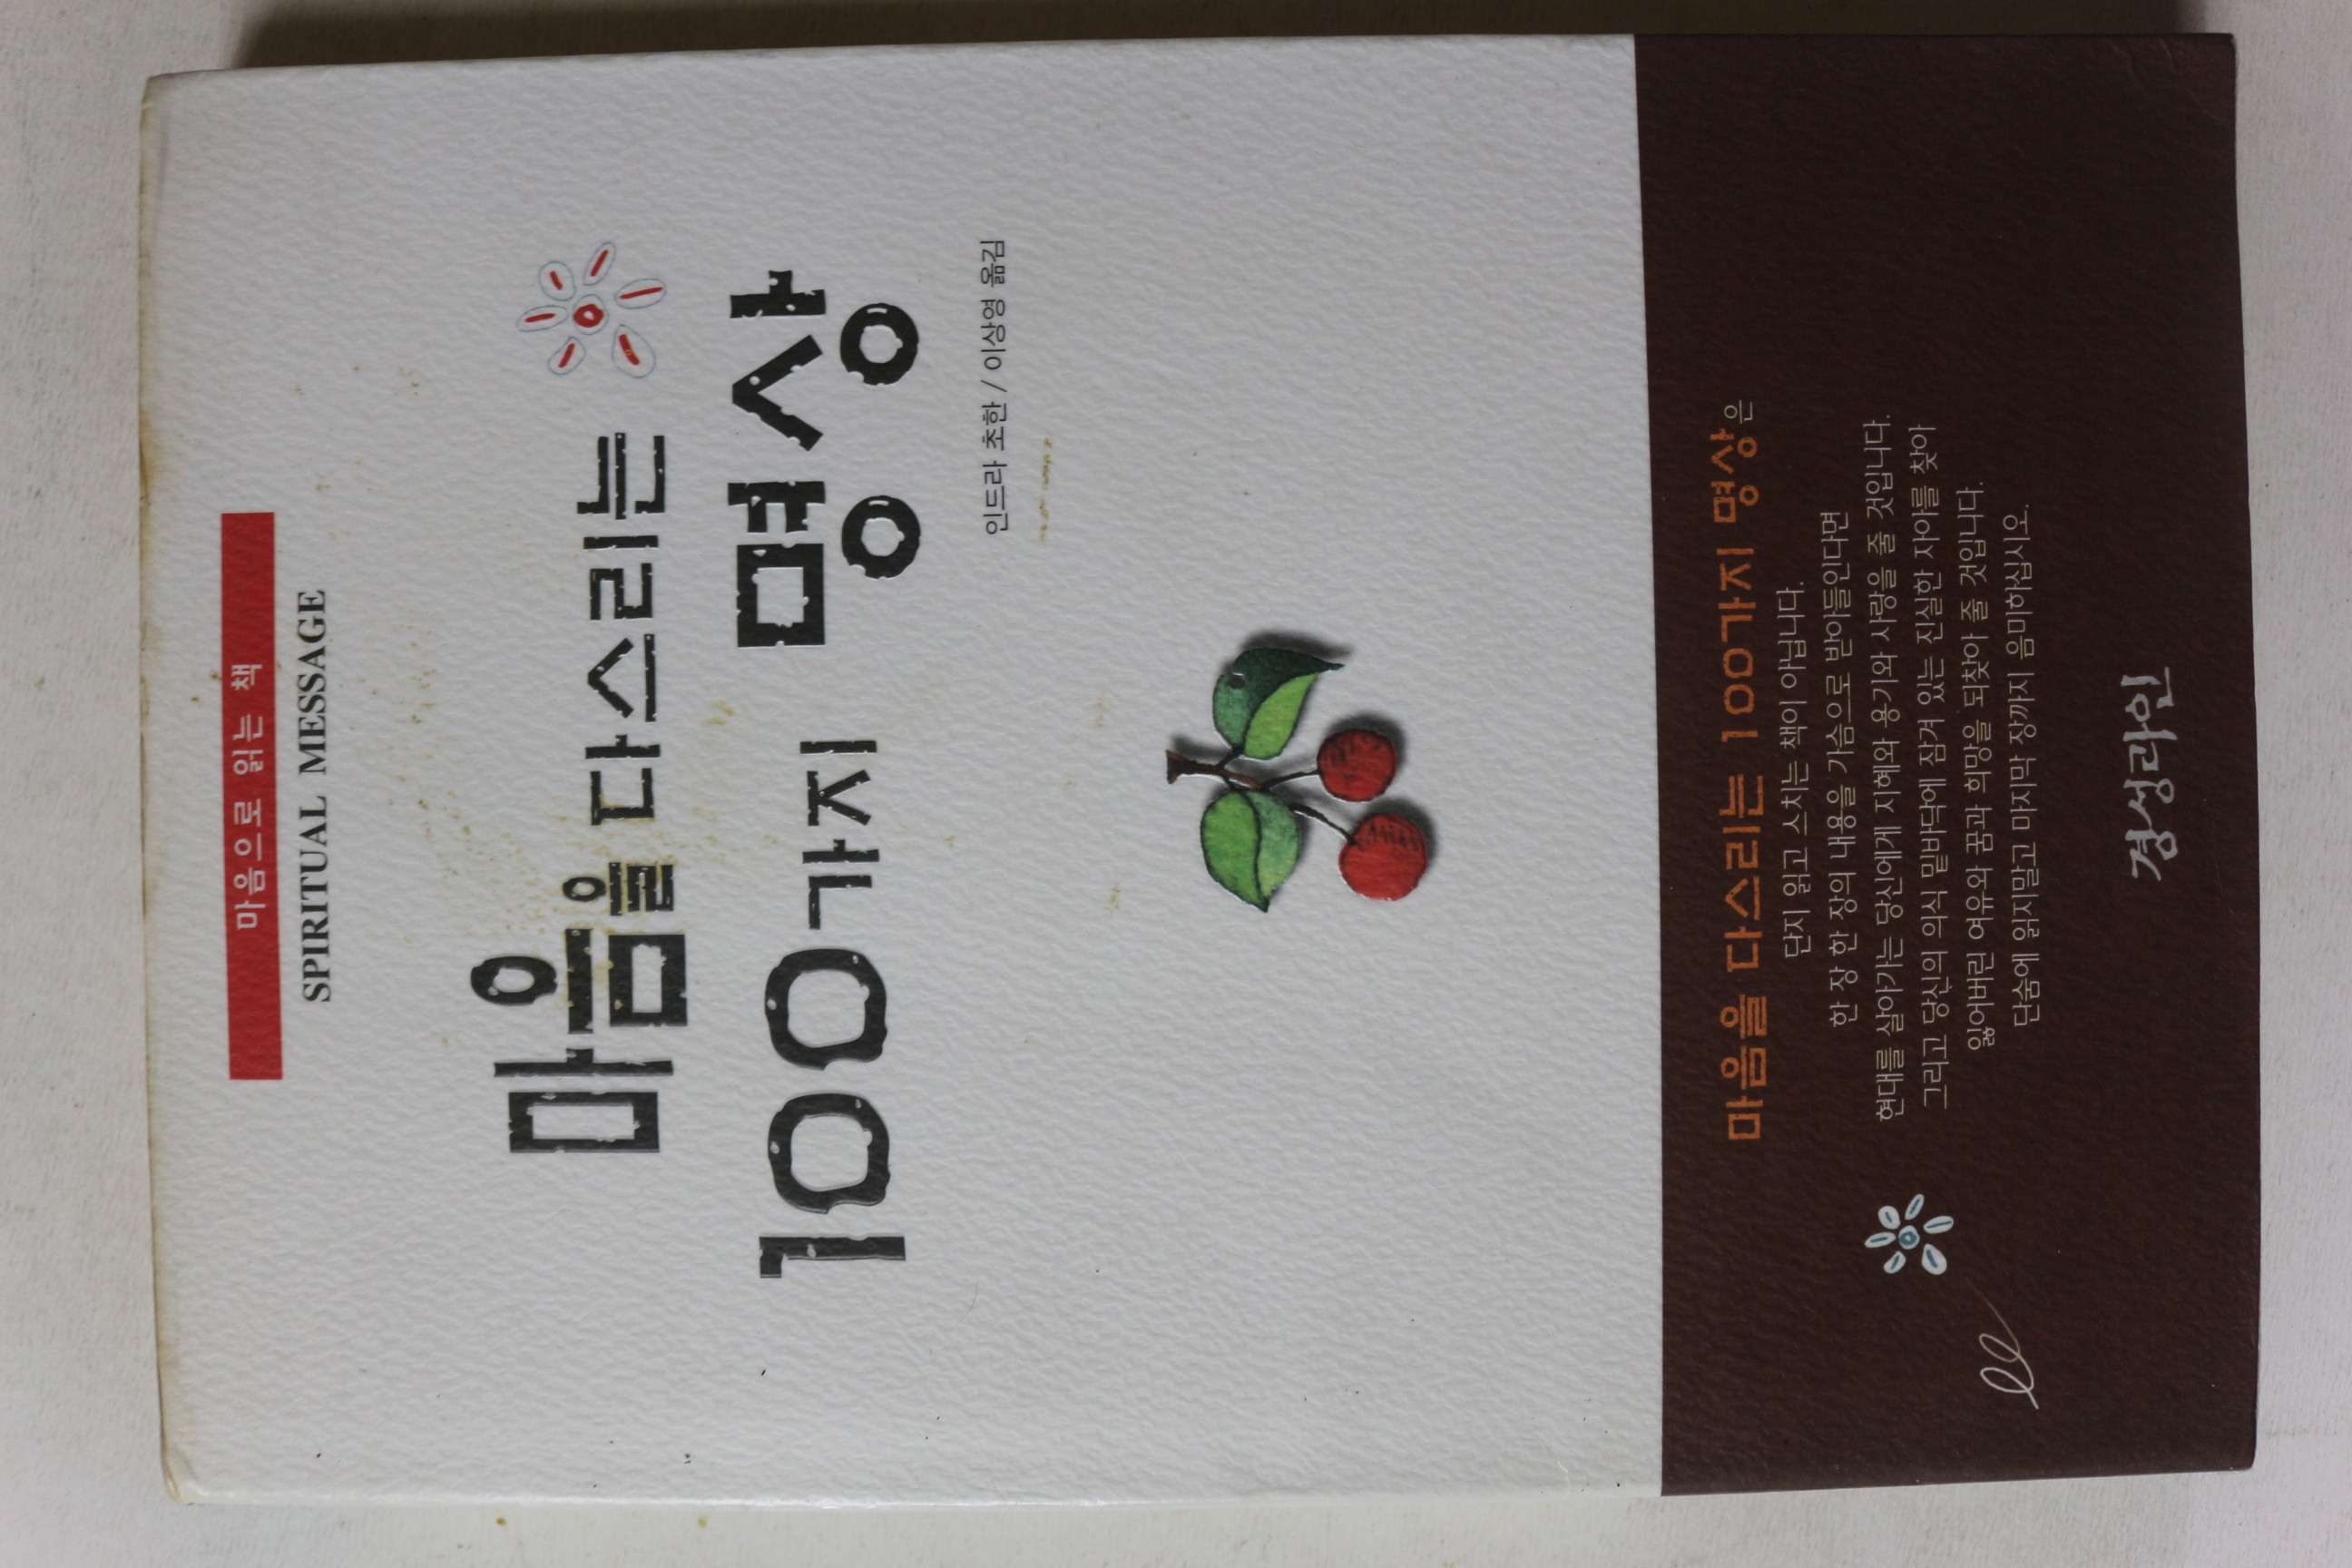 마음으로 읽는 책
SPIRITUAL MESSAGE
마음을 다스리는
100가지 명상
인드라 초한 / 이상영 옮김
마음을 다스리는 100가지 명상은
단지 읽고 스치는 책이 아닙니다.
한 장 한 장의 내용을 가슴으로 받아들인다면
현대를 살아가는 당신에게 지혜와 용기와 사랑을 줄 것입니다.
그리고 당신의 의식 밑바닥에 잠겨 있는 진실한 자아를 찾아
잃어버린 여유와 꿈과 희망을 되찾아 줄 것입니다.
단숨에 읽지말고 마지막 장까지 음미하십시오.
경성라인